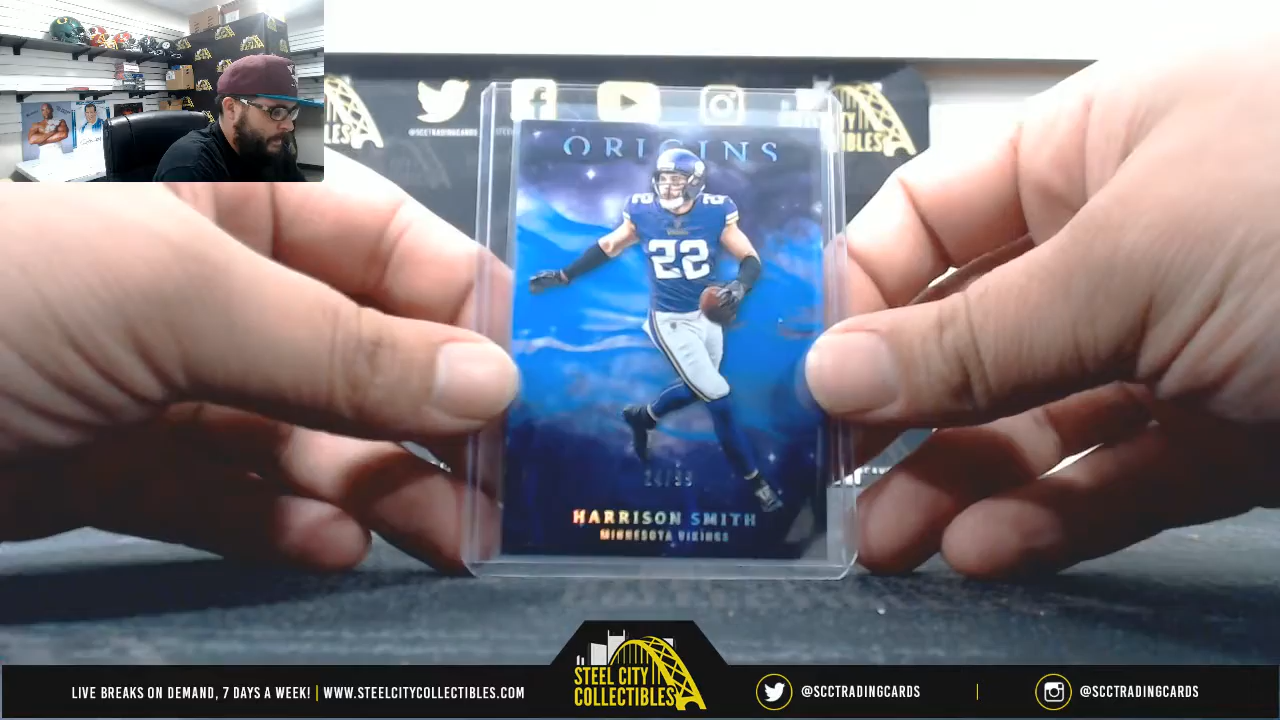 @SCCTRADINGCARDS
ORIGINS
22
HARRISON SMITH
MINNESOTA VIKINGS
STEEL CITY
COLLECTIBLES
LIVE BREAKS ON DEMAND, 7 DAYS A WEEK! | WWW.STEELCITYCOLLECTIBLES.COM
@SCCTRADINGCARDS | @SCCTRADINGCARDS